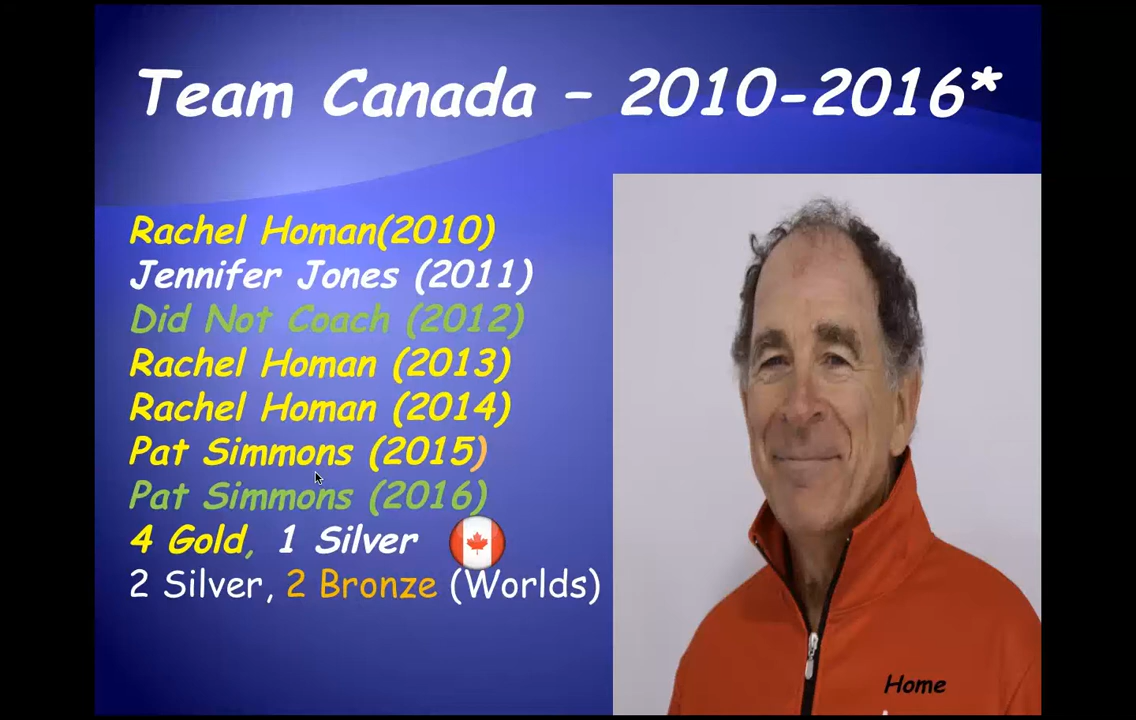 Team Canada – 2010-2016*
Rachel Homan(2010)
Jennifer Jones (2011)
Did Not Coach (2012)
Rachel Homan (2013)
Rachel Homan (2014)
Pat Simmons (2015)
Pat Simmons (2016)
4 Gold, 1 Silver
2 Silver, 2 Bronze (Worlds)
Home